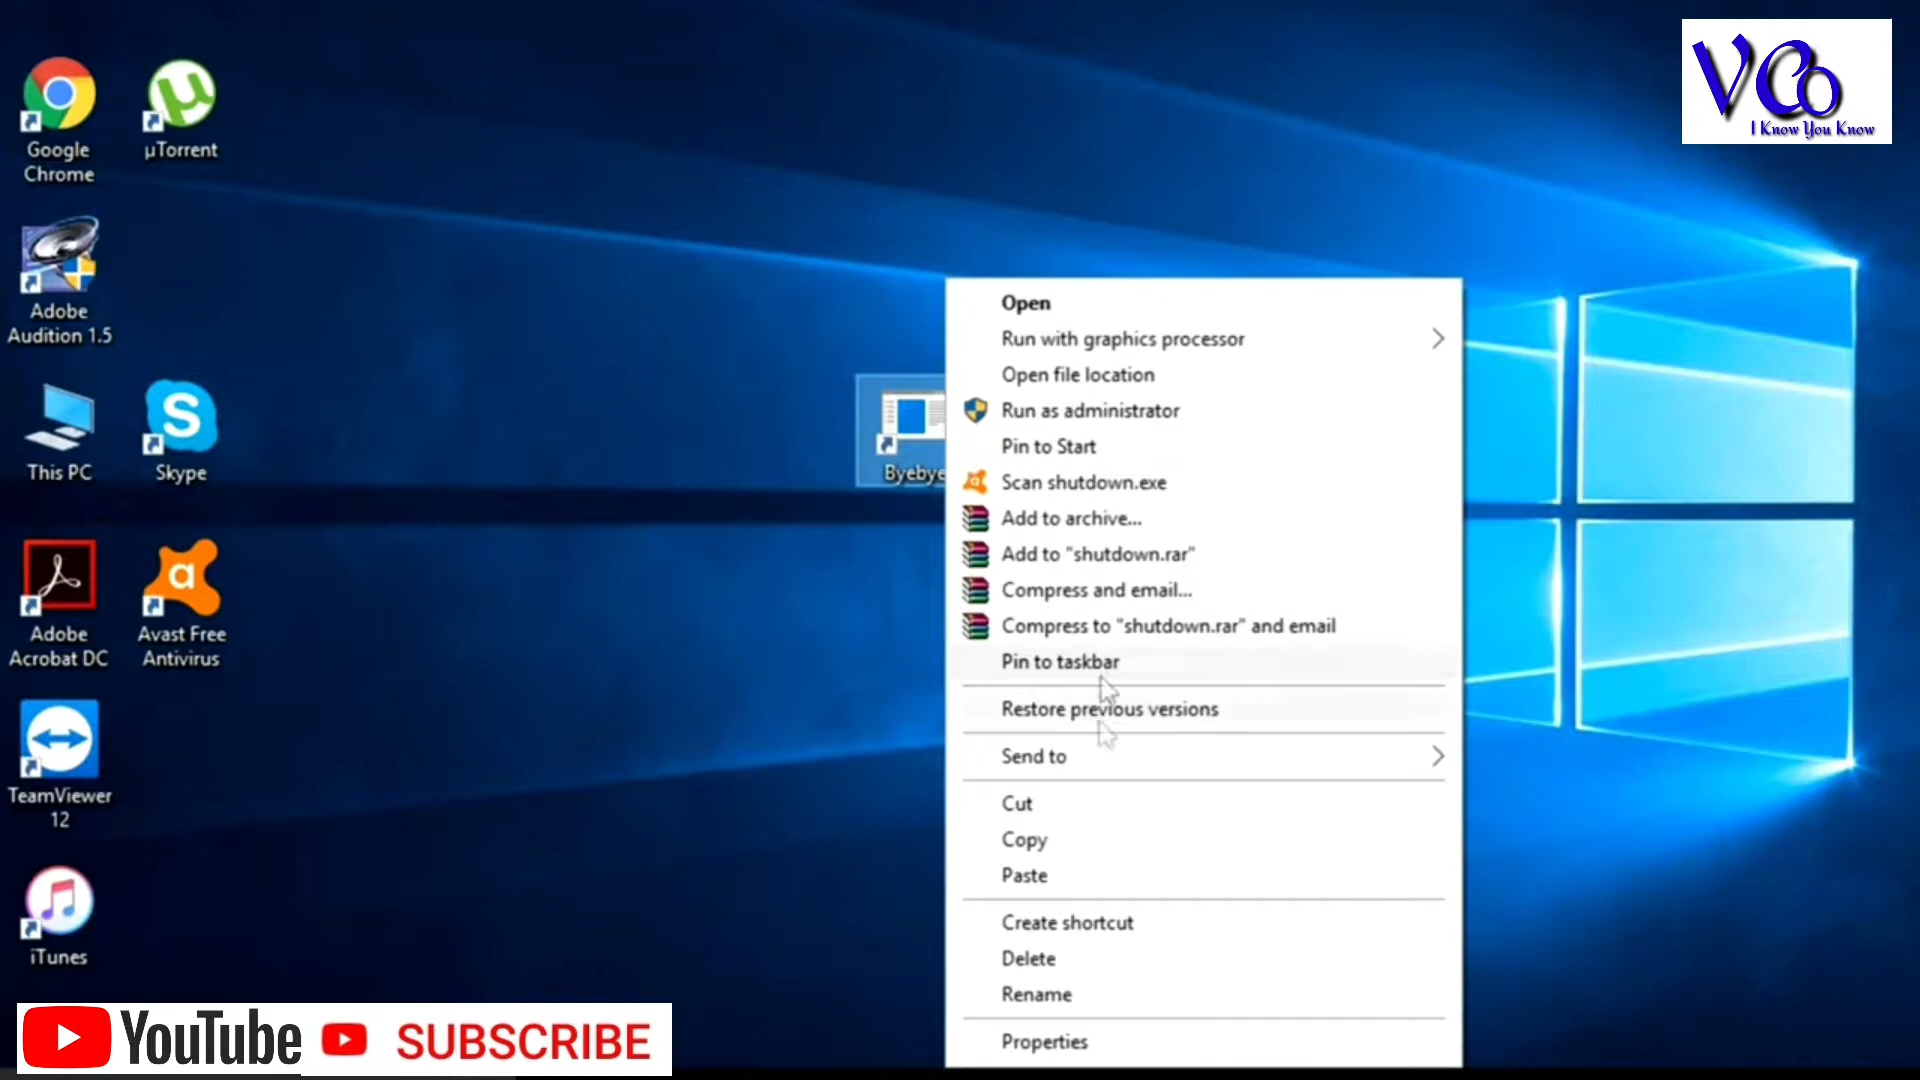 VCo
I Know You Know
Google
Chrome
µTorrent
Adobe
Audition 1.5
This PC
Skype
Adobe
Acrobat DC
Avast Free
Antivirus
TeamViewer
12
iTunes
Byebye
Open
Run with graphics processor
Open file location
Run as administrator
Pin to Start
Scan shutdown.exe
Add to archive...
Add to "shutdown.rar"
Compress and email...
Compress to "shutdown.rar" and email
Pin to taskbar
Restore previous versions
Send to
Cut
Copy
Paste
Create shortcut
Delete
Rename
Properties
YouTube SUBSCRIBE